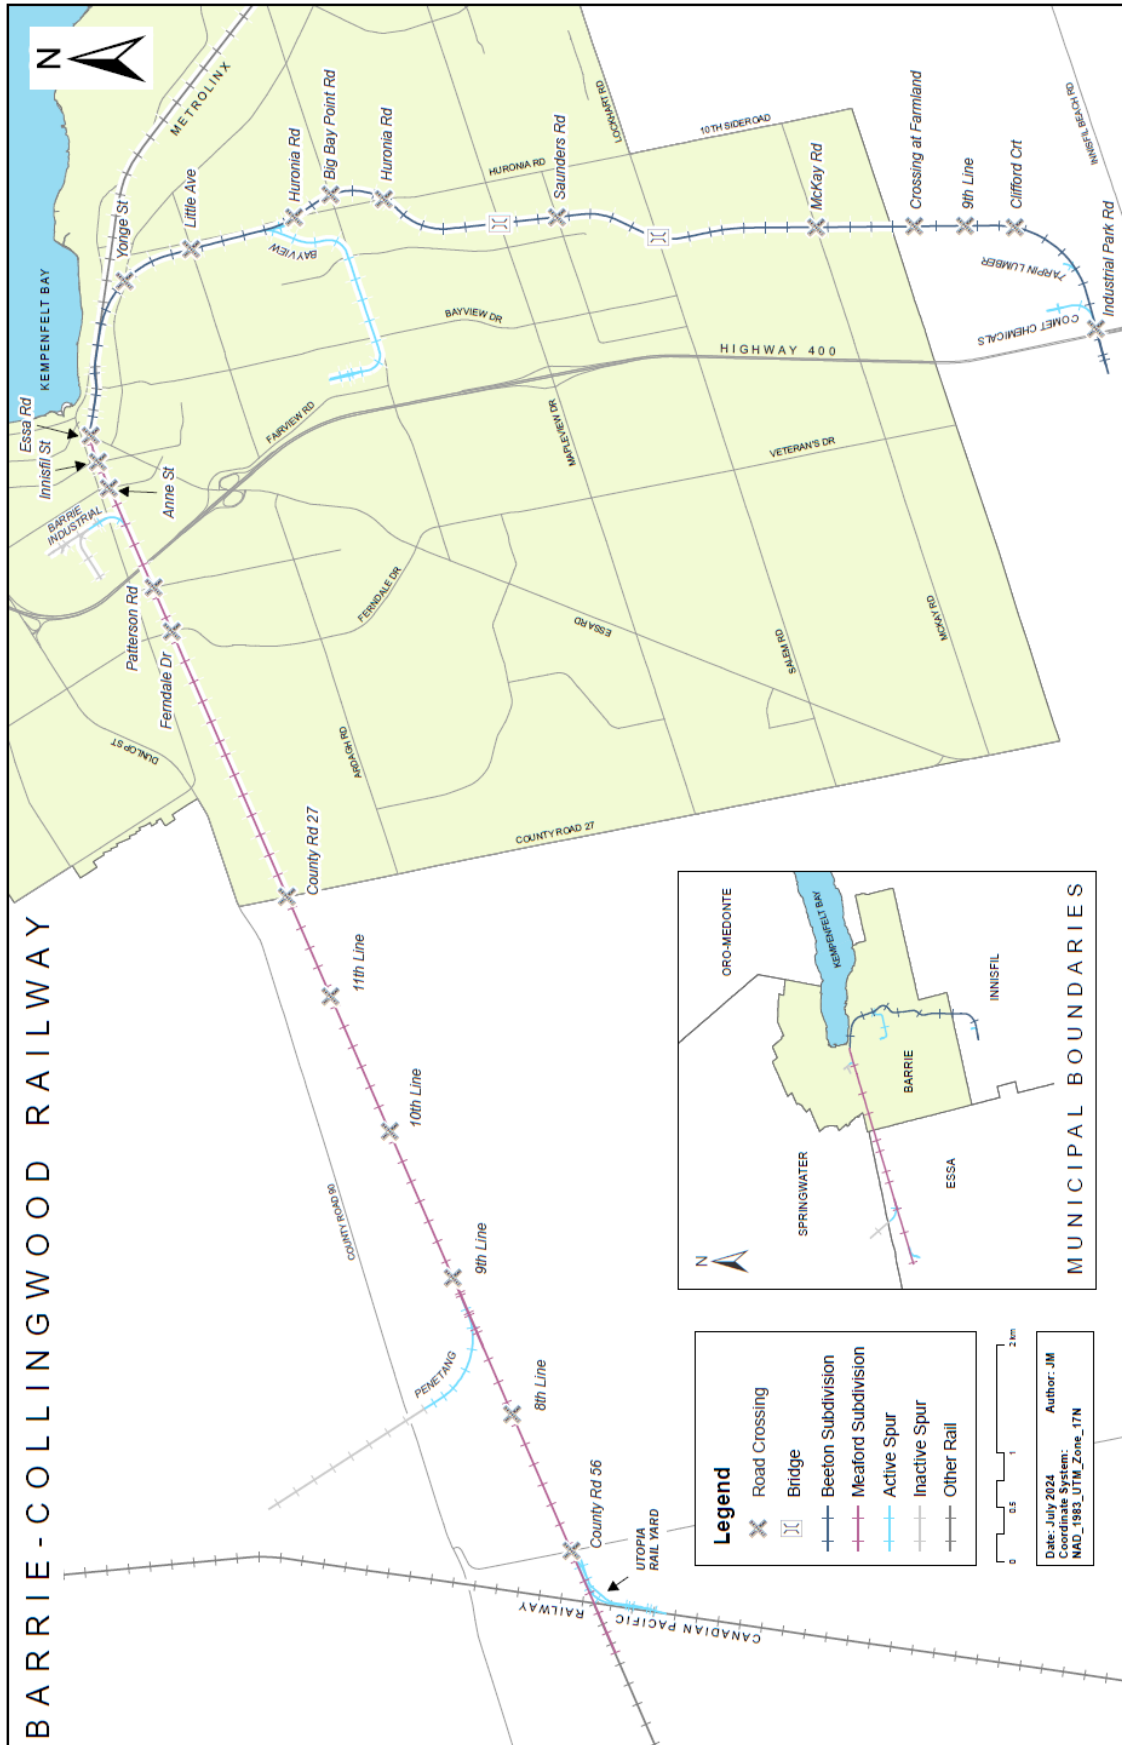 BARRIE-COLLINGWOOD RAILWAY
N
KEMPENFELT BAY
METROLINX
Essa Rd
Innisfil St
Anne St
Yonge St
Little Ave
Huronia Rd
Big Bay Point Rd
Huronia Rd
Saunders Rd
McKay Rd
Crossing at Farmland
9th Line
Clifford Crt
Industrial Park Rd
BARRIE
INDUSTRIAL
Patterson Rd
Ferndale Dr
County Rd 27
11th Line
10th Line
9th Line
8th Line
County Rd 56
PENETANG
UTOPIA
RAIL YARD
CANADIAN PACIFIC RAILWAY
COUNTY ROAD 90
DUNLOP ST
ARDAGH RD
FERNDALE DR
FAIRVIEW RD
ESSA RD
COUNTY ROAD 27
SALEM RD
MCKAY RD
VETERAN'S DR
MAPLEVIEW DR
HIGHWAY 400
BAYVIEW DR
BAYVIEW
HURONIA RD
LOCKHART RD
10TH SIDEROAD
INNISFIL BEACH RD
TARPIN LUMBER
COMET CHEMICALS
Legend
Road Crossing
Bridge
Beeton Subdivision
Meaford Subdivision
Active Spur
Inactive Spur
Other Rail
0 0.5 1 2 km
Date: July 2024 Author: JM
Coordinate System:
NAD_1983_UTM_Zone_17N
N
ORO-MEDONTE
SPRINGWATER
KEMPENFELT BAY
BARRIE
ESSA
INNISFIL
MUNICIPAL BOUNDARIES